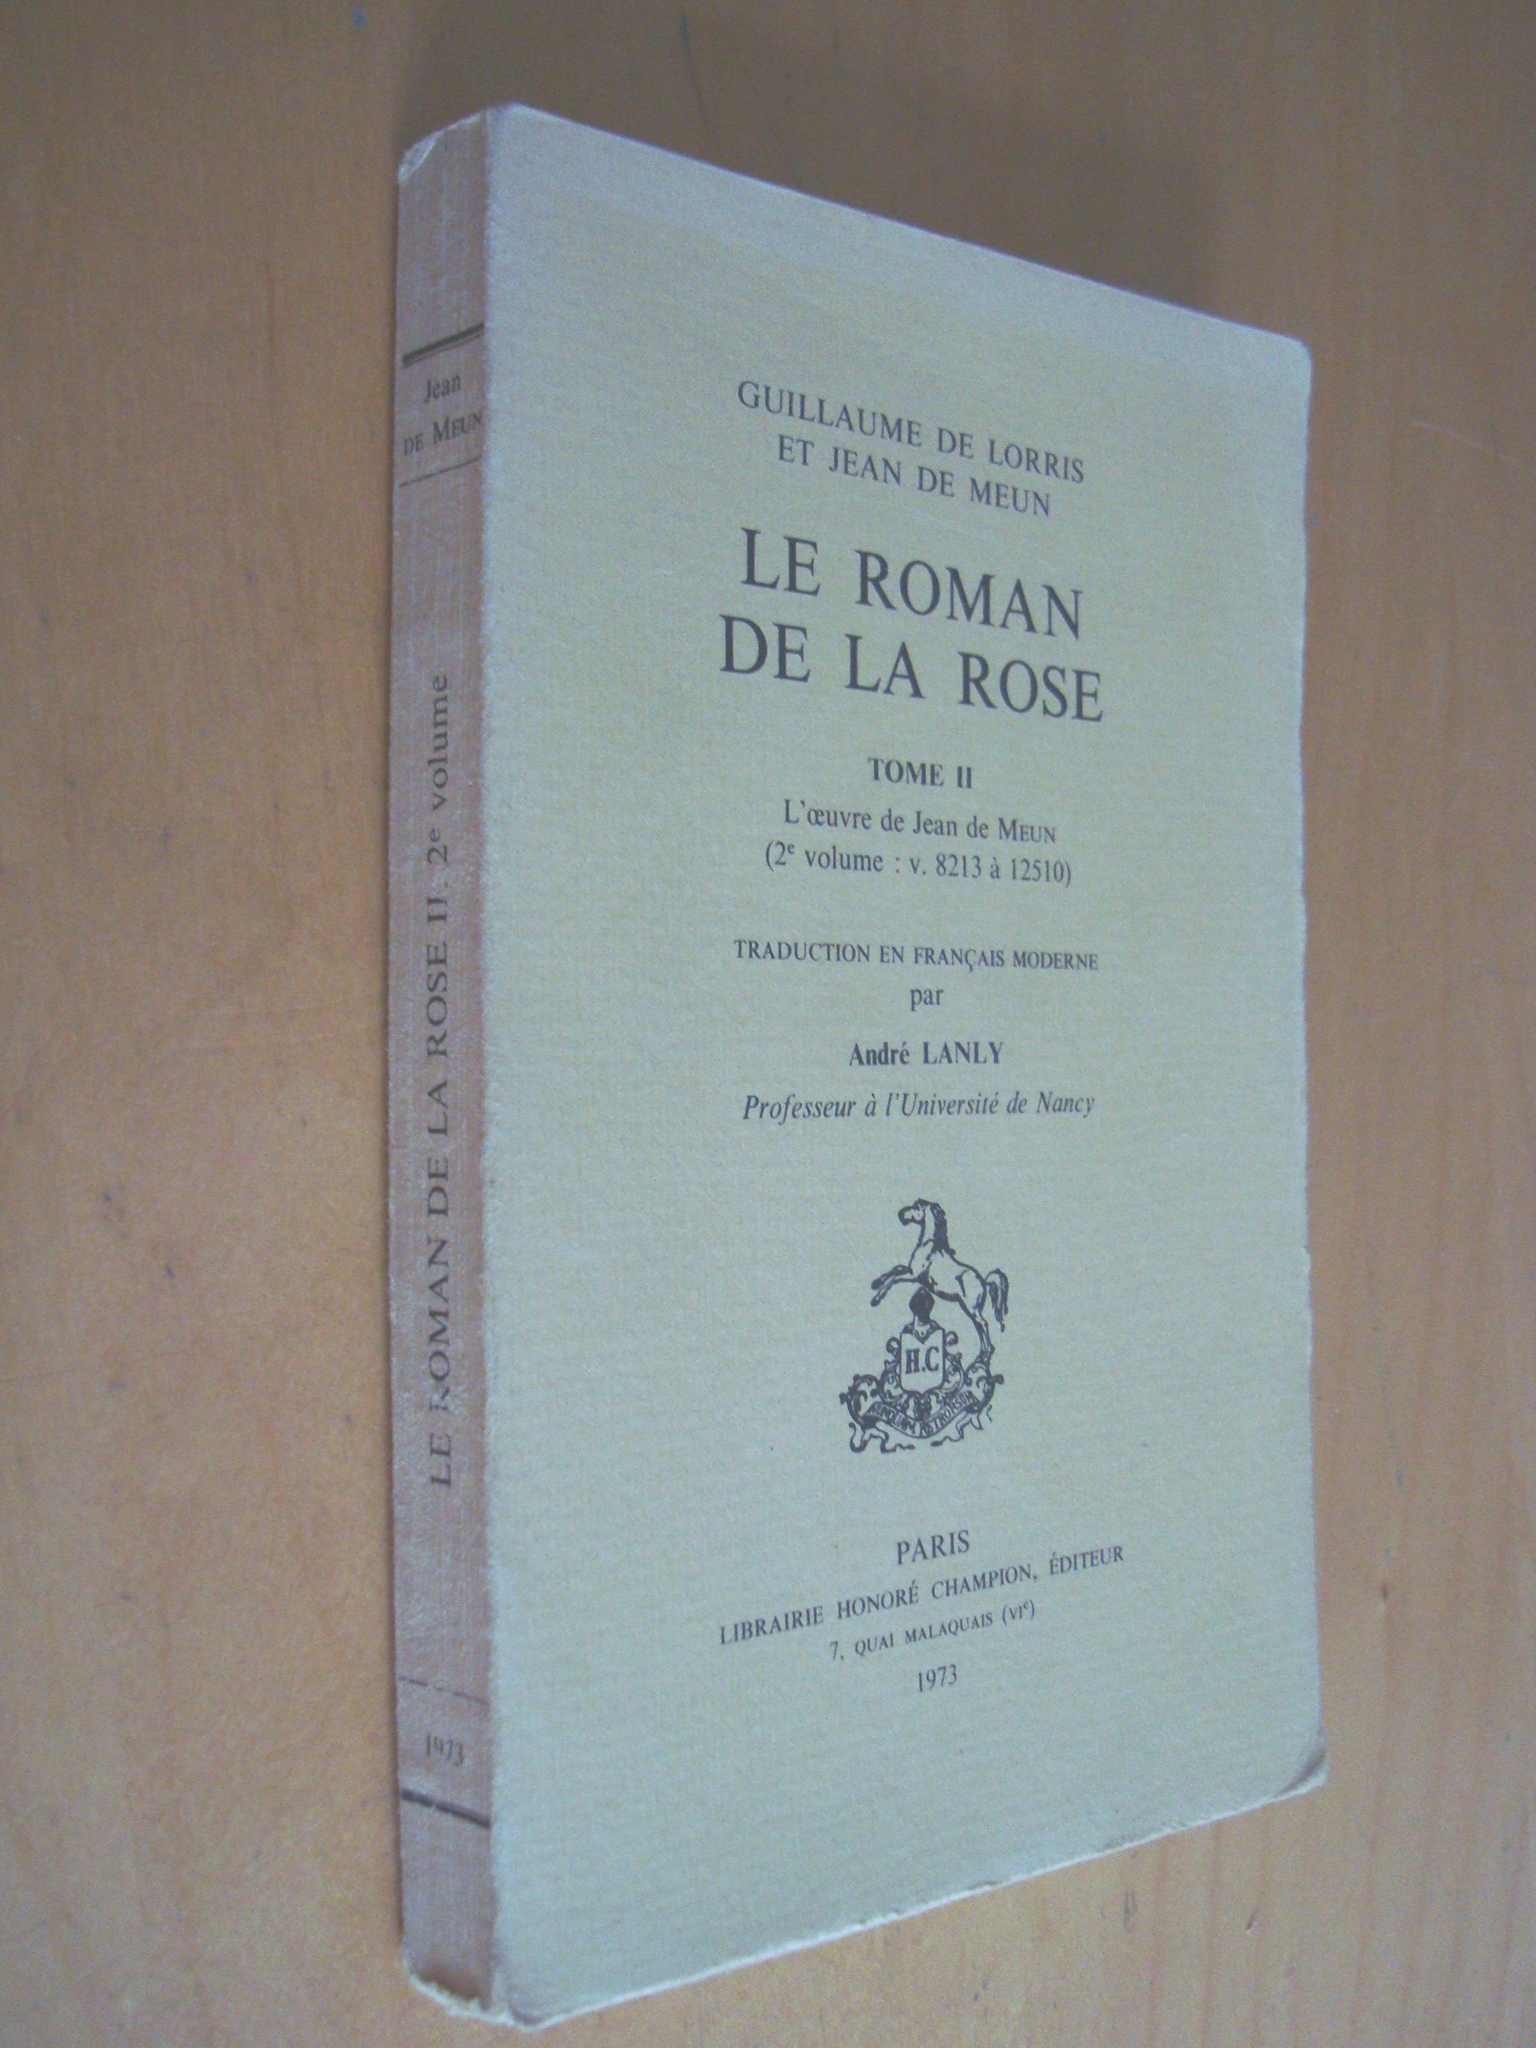 Jean
DE MEUN
LE ROMAN DE LA ROSE II. 2e volume
1973
GUILLAUME DE LORRIS
ET JEAN DE MEUN
LE ROMAN
DE LA ROSE
TOME II
L'œuvre de Jean de MEUN
(2e volume : v. 8213 à 12510)
TRADUCTION EN FRANÇAIS MODERNE
par
André LANLY
Professeur à l'Université de Nancy
H.C
PARIS
LIBRAIRIE HONORÉ CHAMPION, ÉDITEUR
7, QUAI MALAQUAIS (VIe)
1973